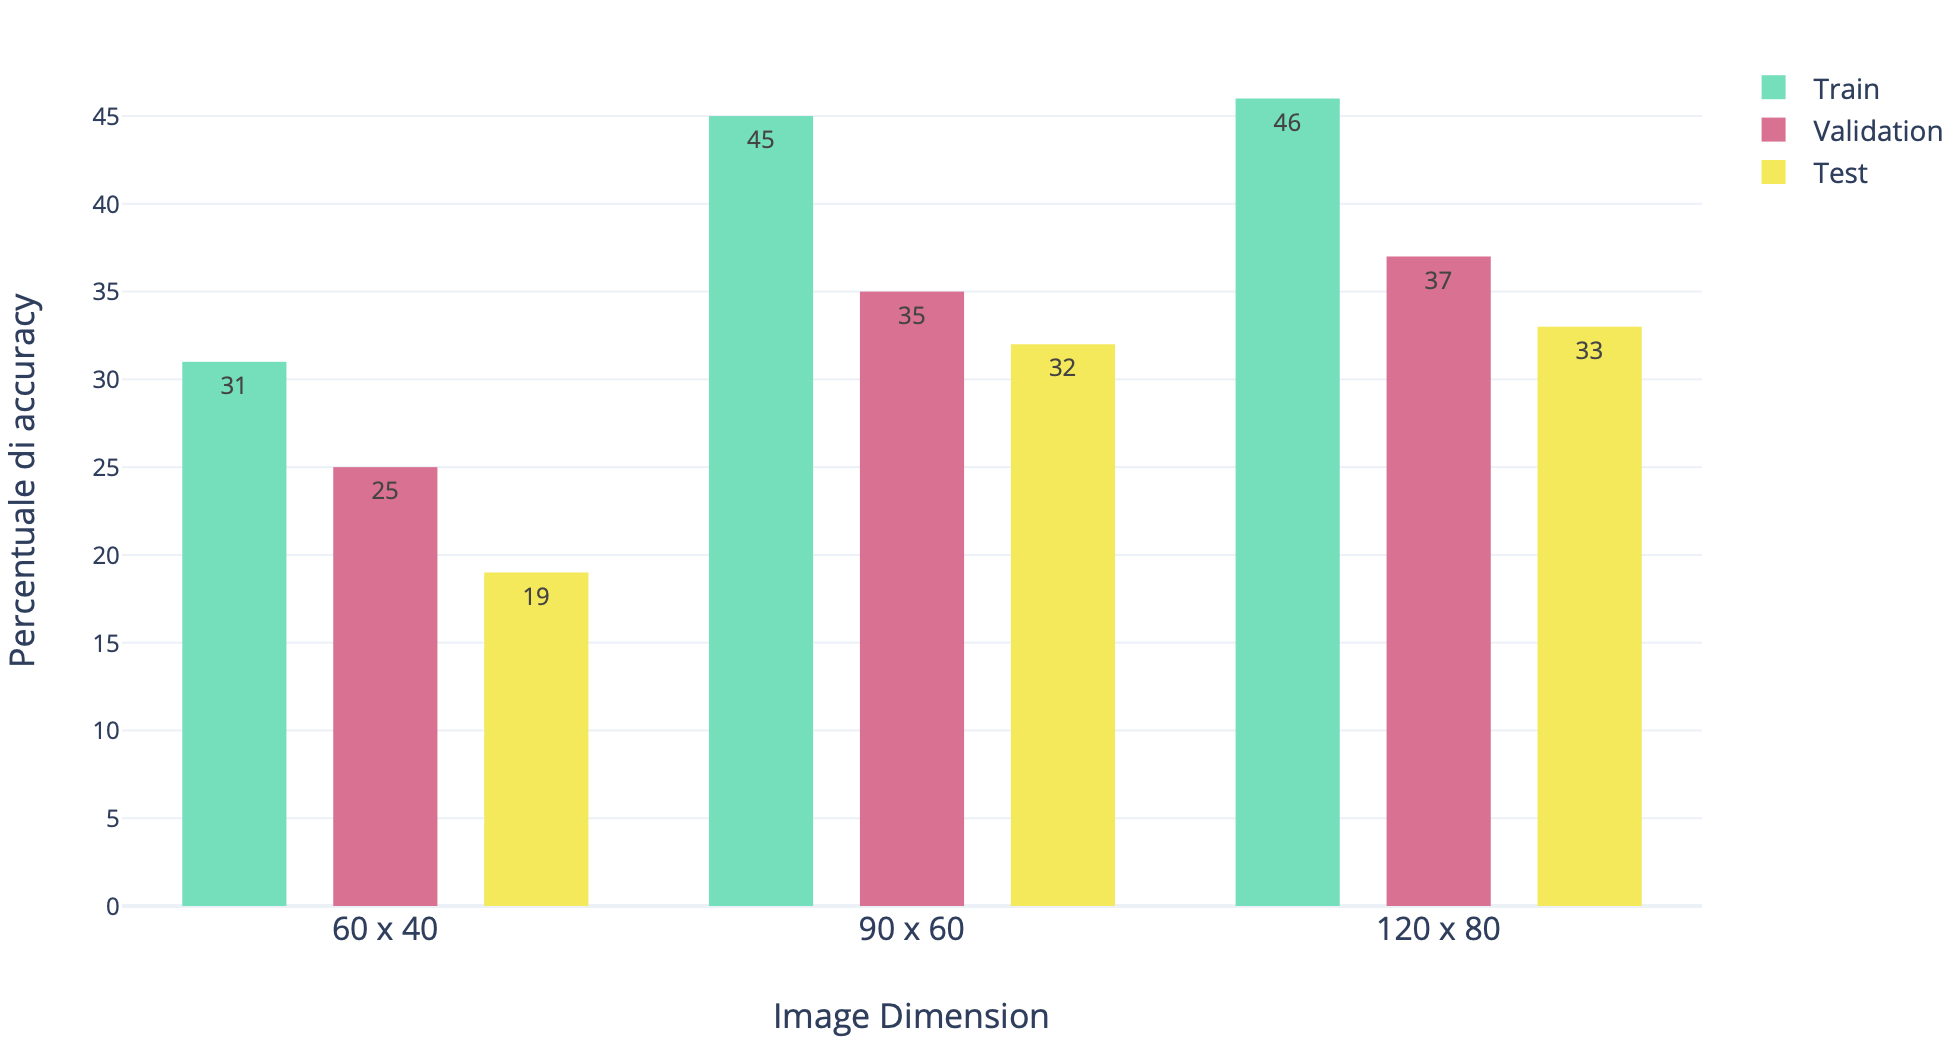 Train
Validation
Test
Percentuale di accuracy
45
40
35
30
25
20
15
10
5
0
31
25
19
45
35
32
46
37
33
60 x 40
90 x 60
120 x 80
Image Dimension